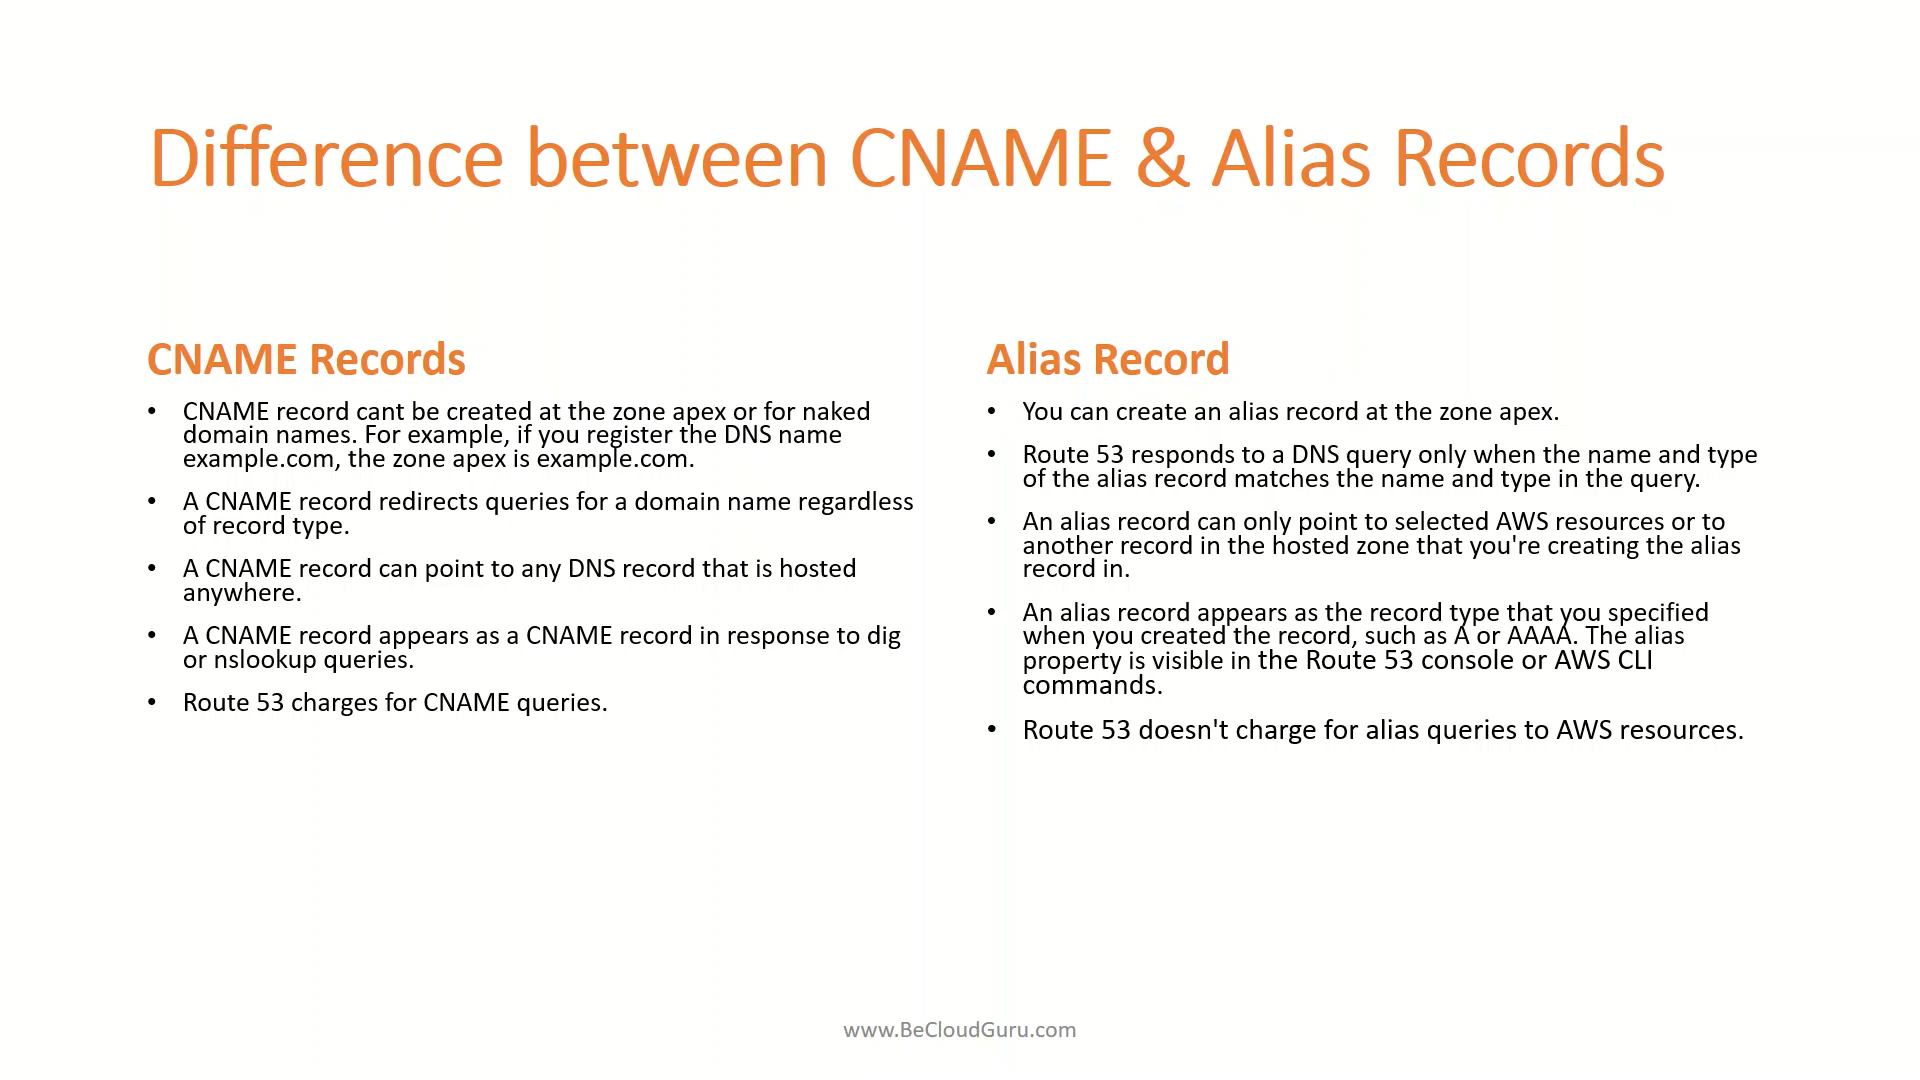 Difference between CNAME & Alias Records
CNAME Records
• CNAME record cant be created at the zone apex or for naked
domain names. For example, if you register the DNS name
example.com, the zone apex is example.com.
• A CNAME record redirects queries for a domain name regardless
of record type.
• A CNAME record can point to any DNS record that is hosted
anywhere.
• A CNAME record appears as a CNAME record in response to dig
or nslookup queries.
• Route 53 charges for CNAME queries.
Alias Record
• You can create an alias record at the zone apex.
• Route 53 responds to a DNS query only when the name and type
of the alias record matches the name and type in the query.
• An alias record can only point to selected AWS resources or to
another record in the hosted zone that you're creating the alias
record in.
• An alias record appears as the record type that you specified
when you created the record, such as A or AAAA. The alias
property is visible in the Route 53 console or AWS CLI
commands.
• Route 53 doesn't charge for alias queries to AWS resources.
www.BeCloudGuru.com